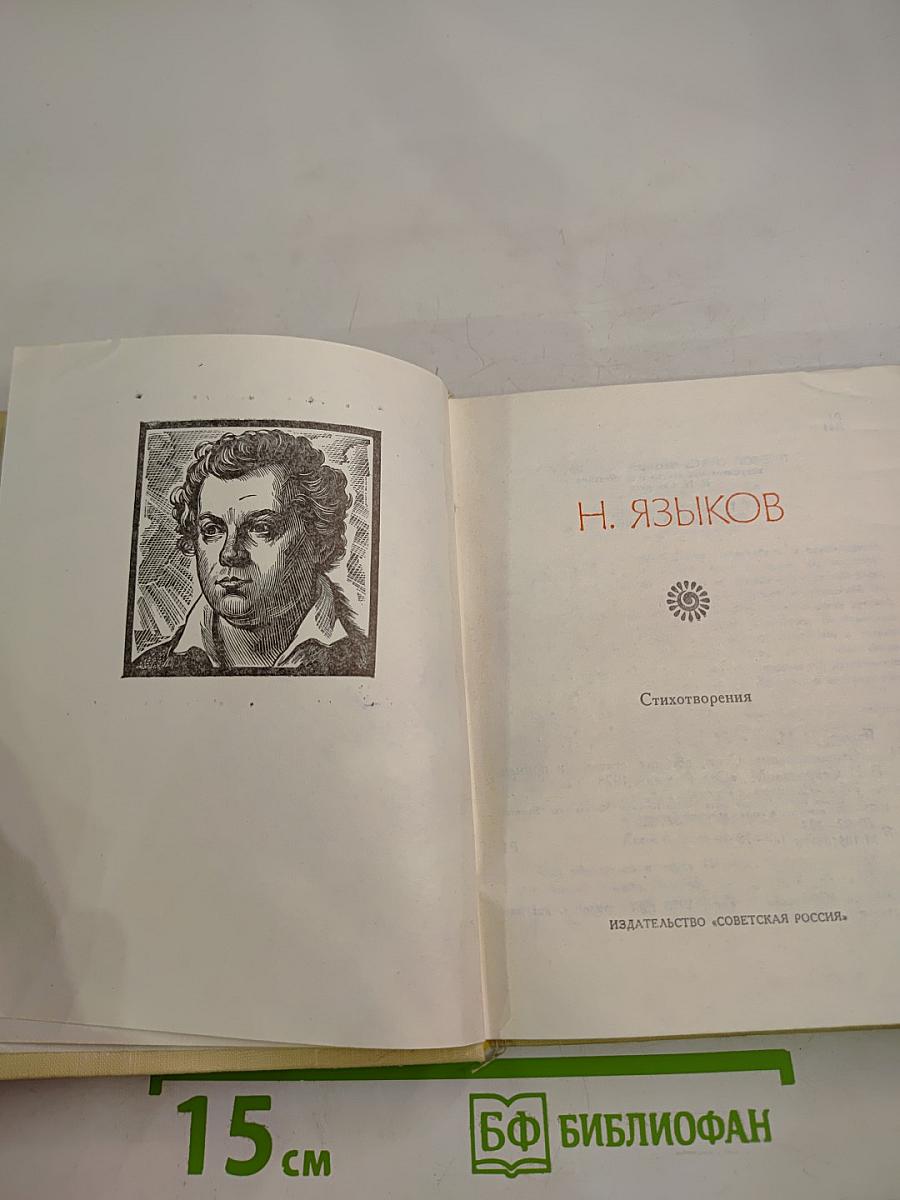 Н. ЯЗЫКОВ
Стихотворения
ИЗДАТЕЛЬСТВО «СОВЕТСКАЯ РОССИЯ»
15 см
БФ БИБЛИОФАН